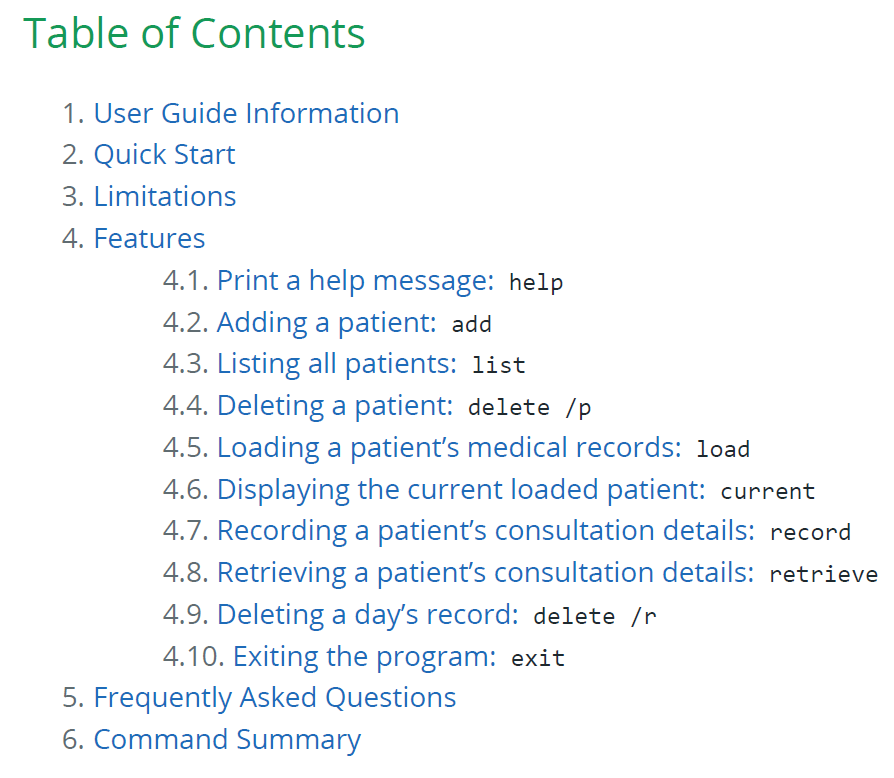 Table of Contents
1. User Guide Information
2. Quick Start
3. Limitations
4. Features
4.1. Print a help message: help
4.2. Adding a patient: add
4.3. Listing all patients: list
4.4. Deleting a patient: delete /p
4.5. Loading a patient’s medical records: load
4.6. Displaying the current loaded patient: current
4.7. Recording a patient’s consultation details: record
4.8. Retrieving a patient’s consultation details: retrieve
4.9. Deleting a day’s record: delete /r
4.10. Exiting the program: exit
5. Frequently Asked Questions
6. Command Summary